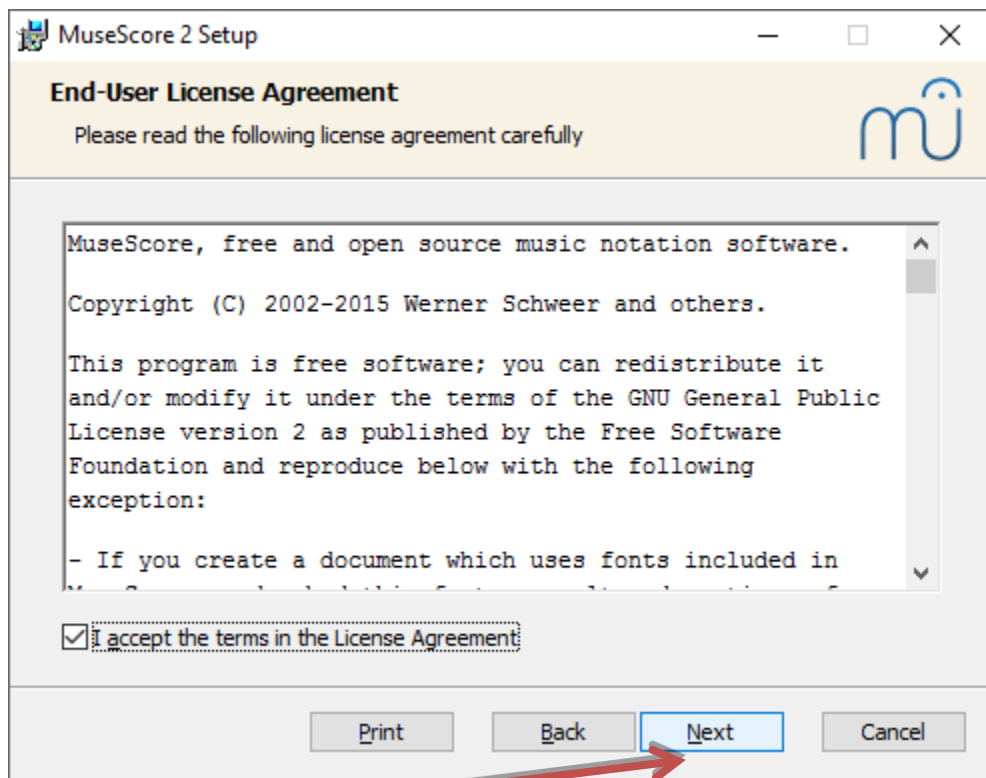 MuseScore 2 Setup
End-User License Agreement
Please read the following license agreement carefully
MuseScore, free and open source music notation software.
Copyright (C) 2002-2015 Werner Schweer and others.
This program is free software; you can redistribute it
and/or modify it under the terms of the GNU General Public
License version 2 as published by the Free Software
Foundation and reproduce below with the following
exception:
- If you create a document which uses fonts included in
I accept the terms in the License Agreement
Print Back Next Cancel